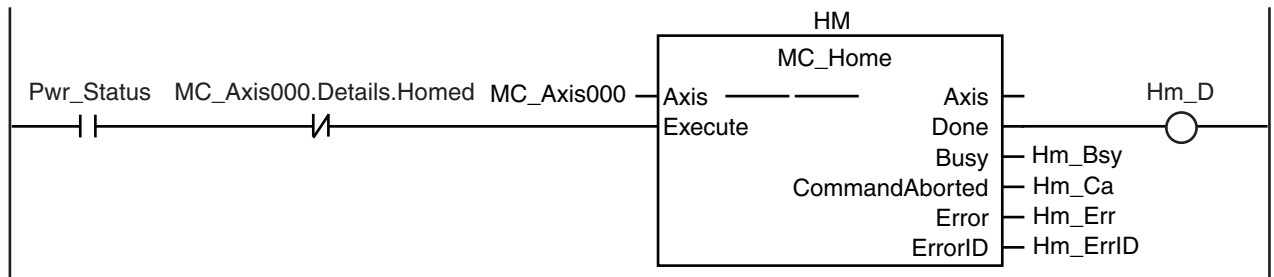 HM
MC_Home
Pwr_Status MC_Axis000.Details.Homed MC_Axis000 Axis Axis Hm_D
Execute Done
Busy Hm_Bsy
CommandAborted Hm_Ca
Error Hm_Err
ErrorID Hm_ErrID